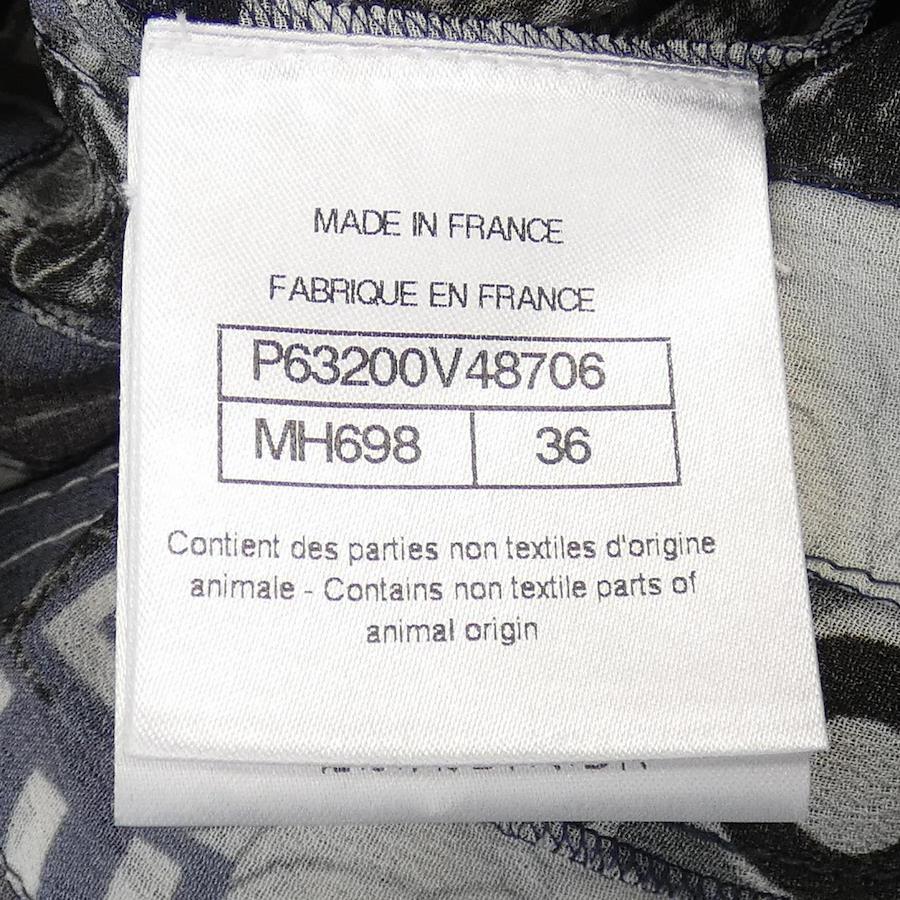 MADE IN FRANCE
FABRIQUE EN FRANCE
P63200V48706
MH698 36
Contient des parties non textiles d'origine
animale - Contains non textile parts of
animal origin